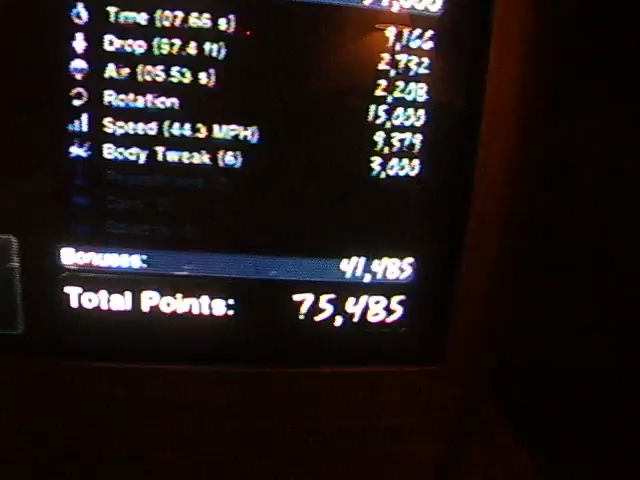 Time (07.66 s) 9,166
Drop (57.4 ft) 2,732
Air (05.53 s) 2,208
Rotation 15,000
Speed (44.3 MPH) 9,379
Body Tweak (6) 3,000
Bonuses: 41,485
Total Points: 75,485